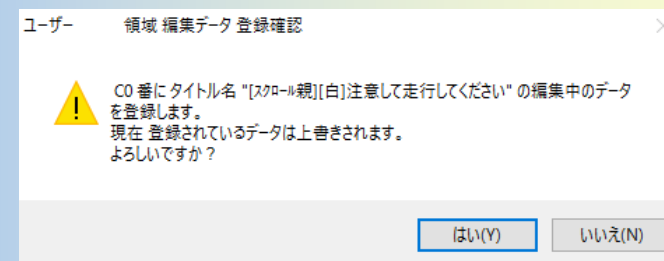 ユーザー 領域 編集データ 登録確認
C0 番に タイトル名 "[スクロール親][白]注意して走行してください" の編集中のデータ
を登録します。
現在 登録されているデータは上書きされます。
よろしいですか？
はい(Y) いいえ(N)